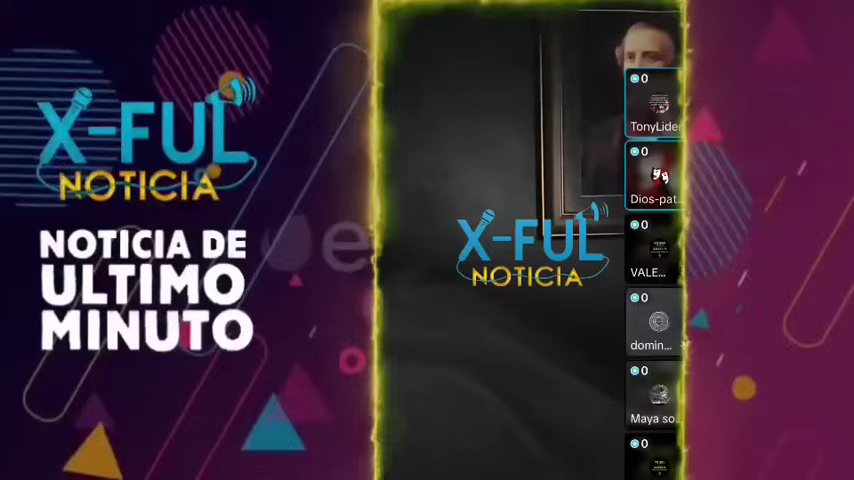 X-FUL
NOTICIA
NOTICIA DE
ULTIMO
MINUTO
e
X-FUL
NOTICIA
0
TonyLider
0
Dios-pat...
0
VALE...
0
domin...
0
Maya so...
0